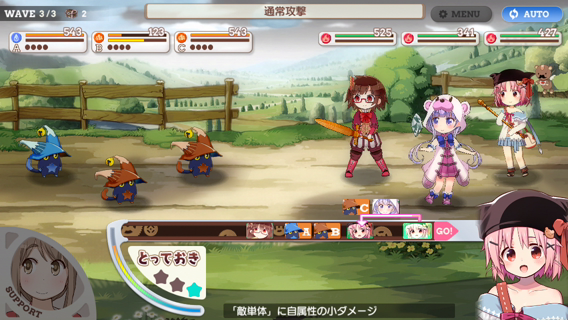 WAVE 3/3 2
通常攻撃
MENU
AUTO
543
A
123
B
543
C
525
341
427
C
A
B
GO!
とっておき
SUPPORT
「敵単体」に自属性の小ダメージ